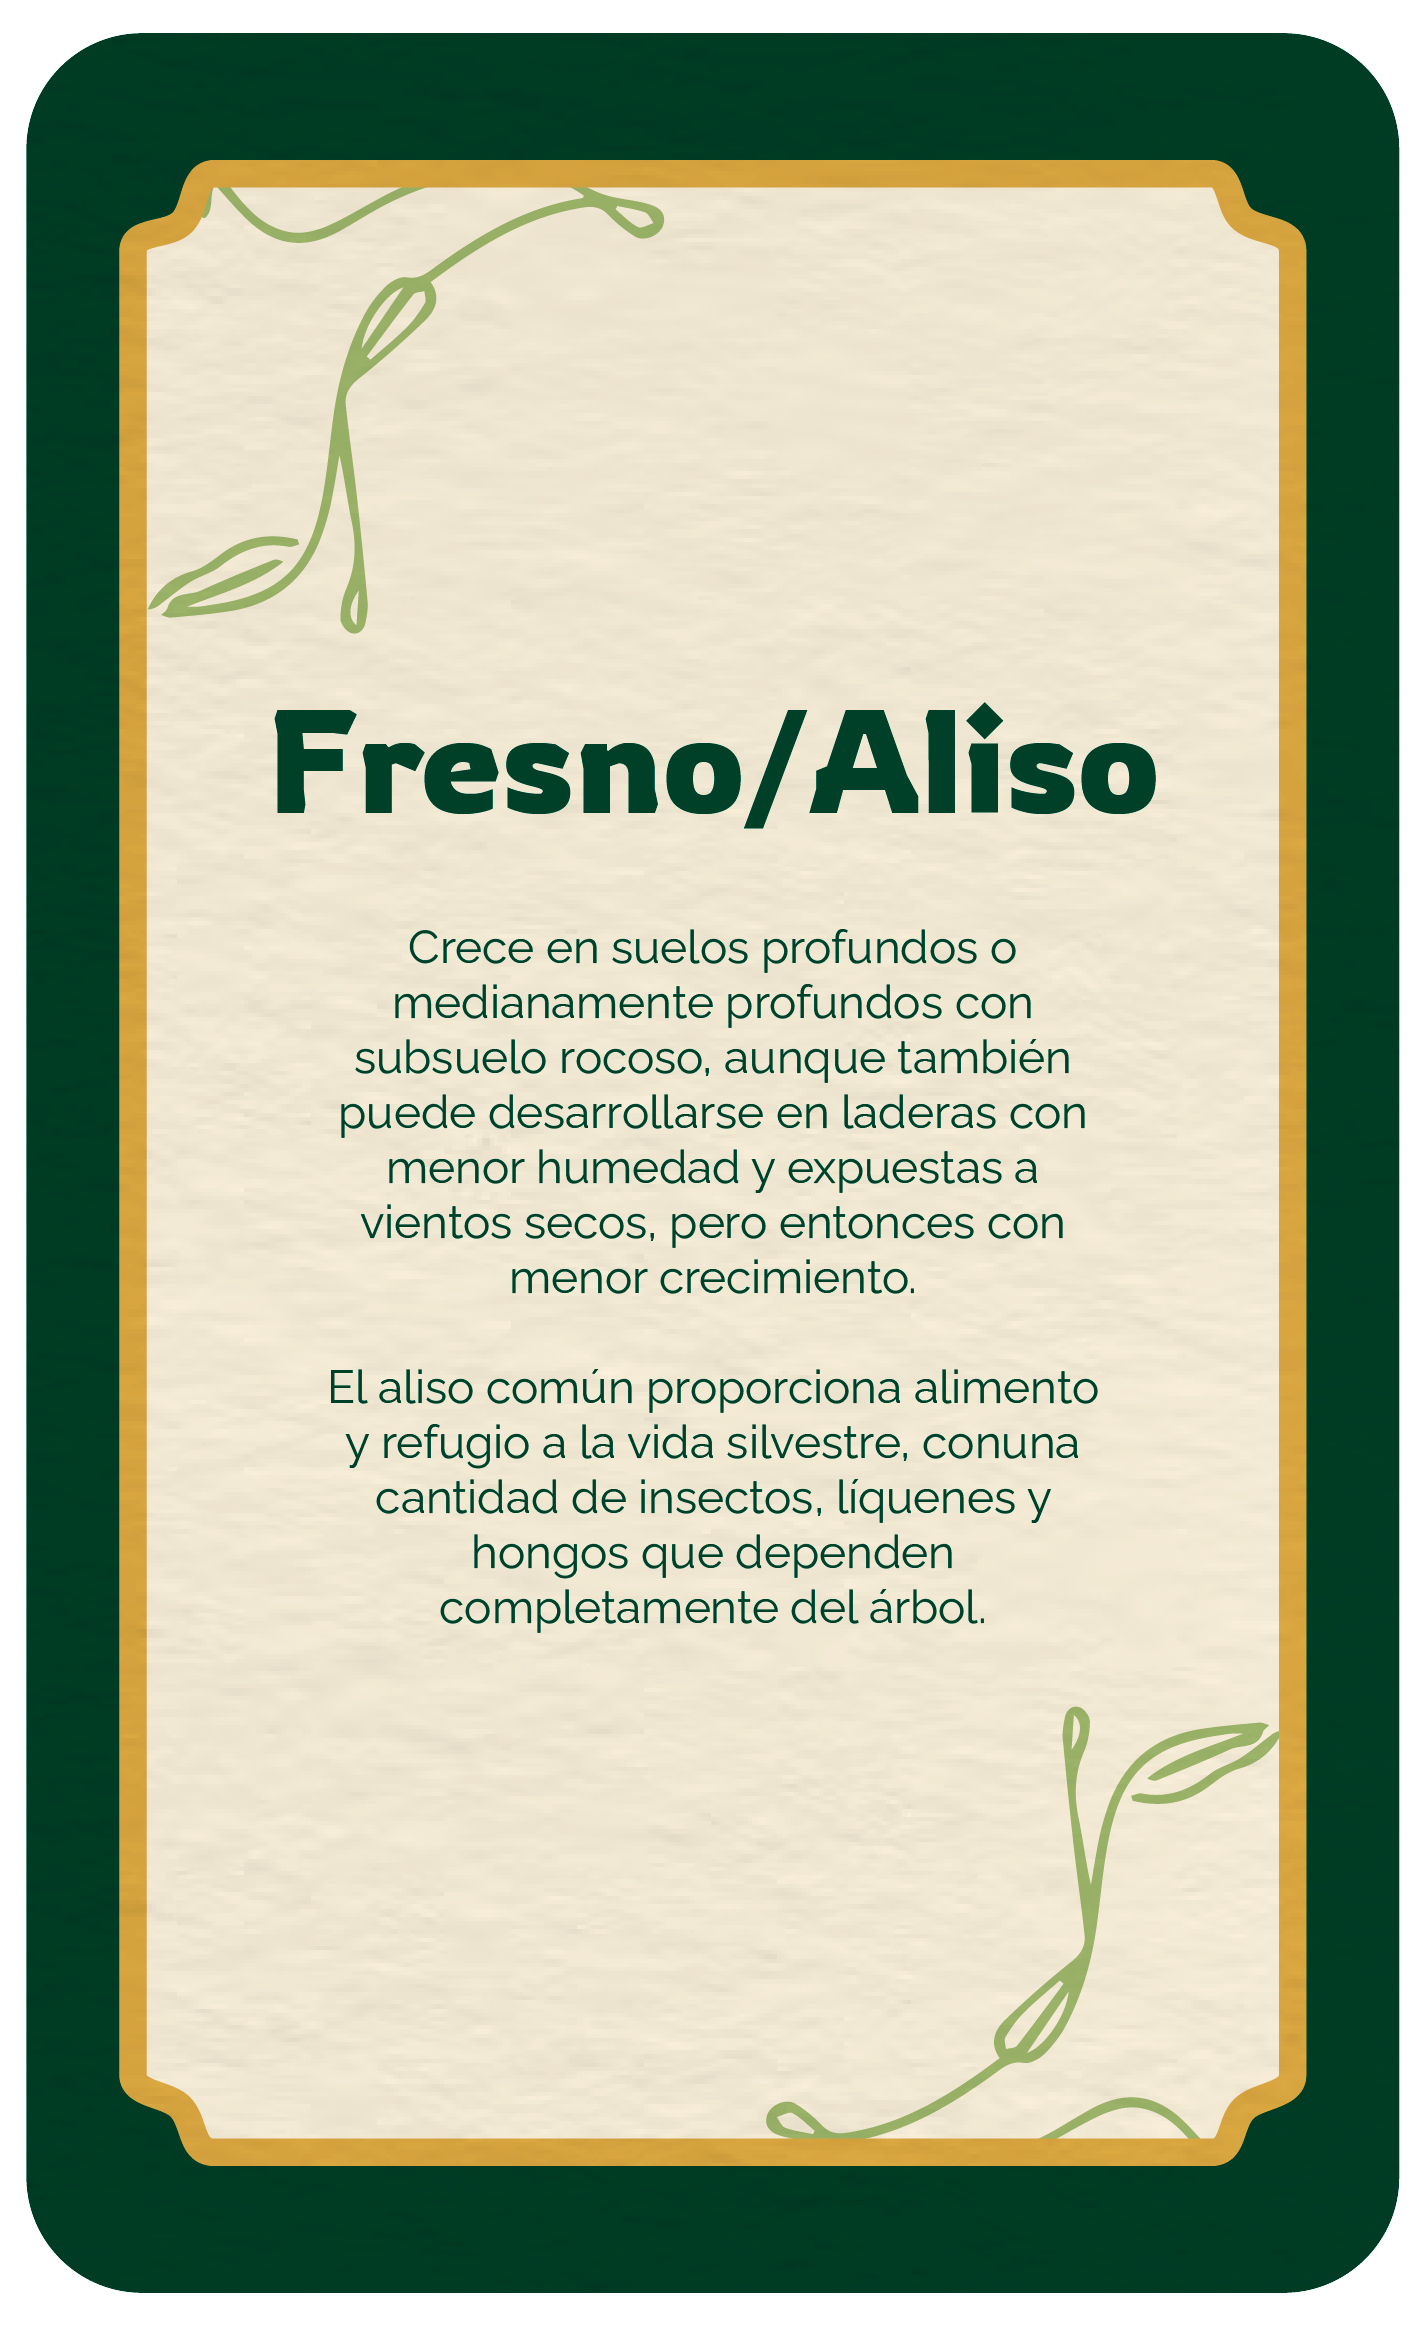 Fresno/Aliso
Crece en suelos profundos o
medianamente profundos con
subsuelo rocoso, aunque también
puede desarrollarse en laderas con
menor humedad y expuestas a
vientos secos, pero entonces con
menor crecimiento.
El aliso común proporciona alimento
y refugio a la vida silvestre, conuna
cantidad de insectos, líquenes y
hongos que dependen
completamente del árbol.